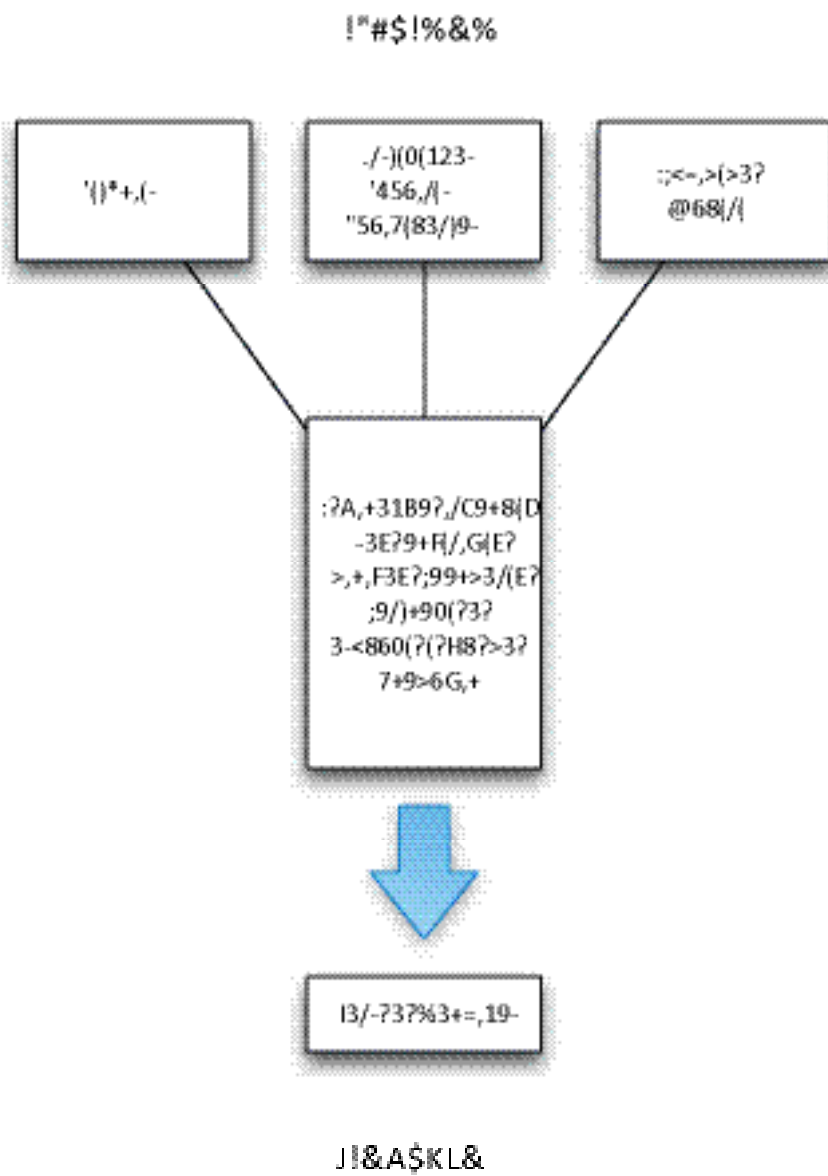 !"#$!%&%
'()*+,(-
./-)(0(123-
'456,/(-
"56,7(83/)9-
:;<=,>(>3?
@68(/(
:?A,+31B9?,/C9+8(D
-3E?9+F(/,G(E?
>,+,F3E?;99+>3/(E?
;9/)+90(?3?
3-<860(?(?H8?>3?
7+9>6G,+
I3/-?3?%3+=,19-
J!&A$KL&